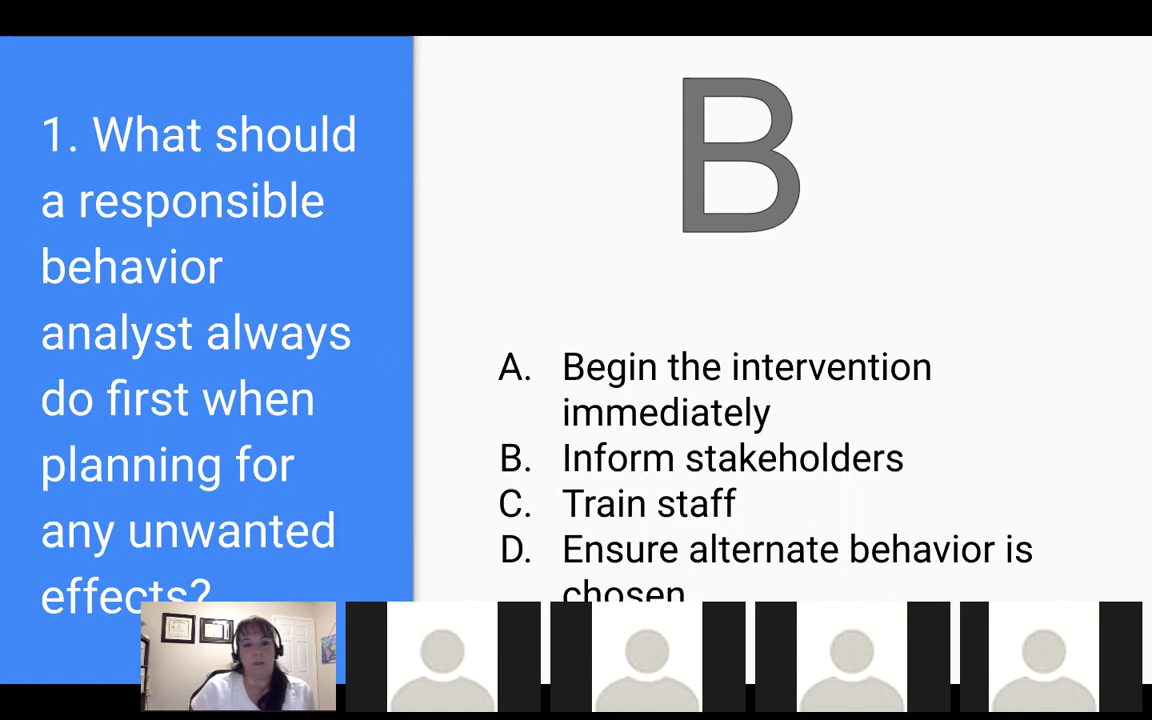 1. What should
a responsible
behavior
analyst always
do first when
planning for
any unwanted
effects?
B
A. Begin the intervention
immediately
B. Inform stakeholders
C. Train staff
D. Ensure alternate behavior is
chosen